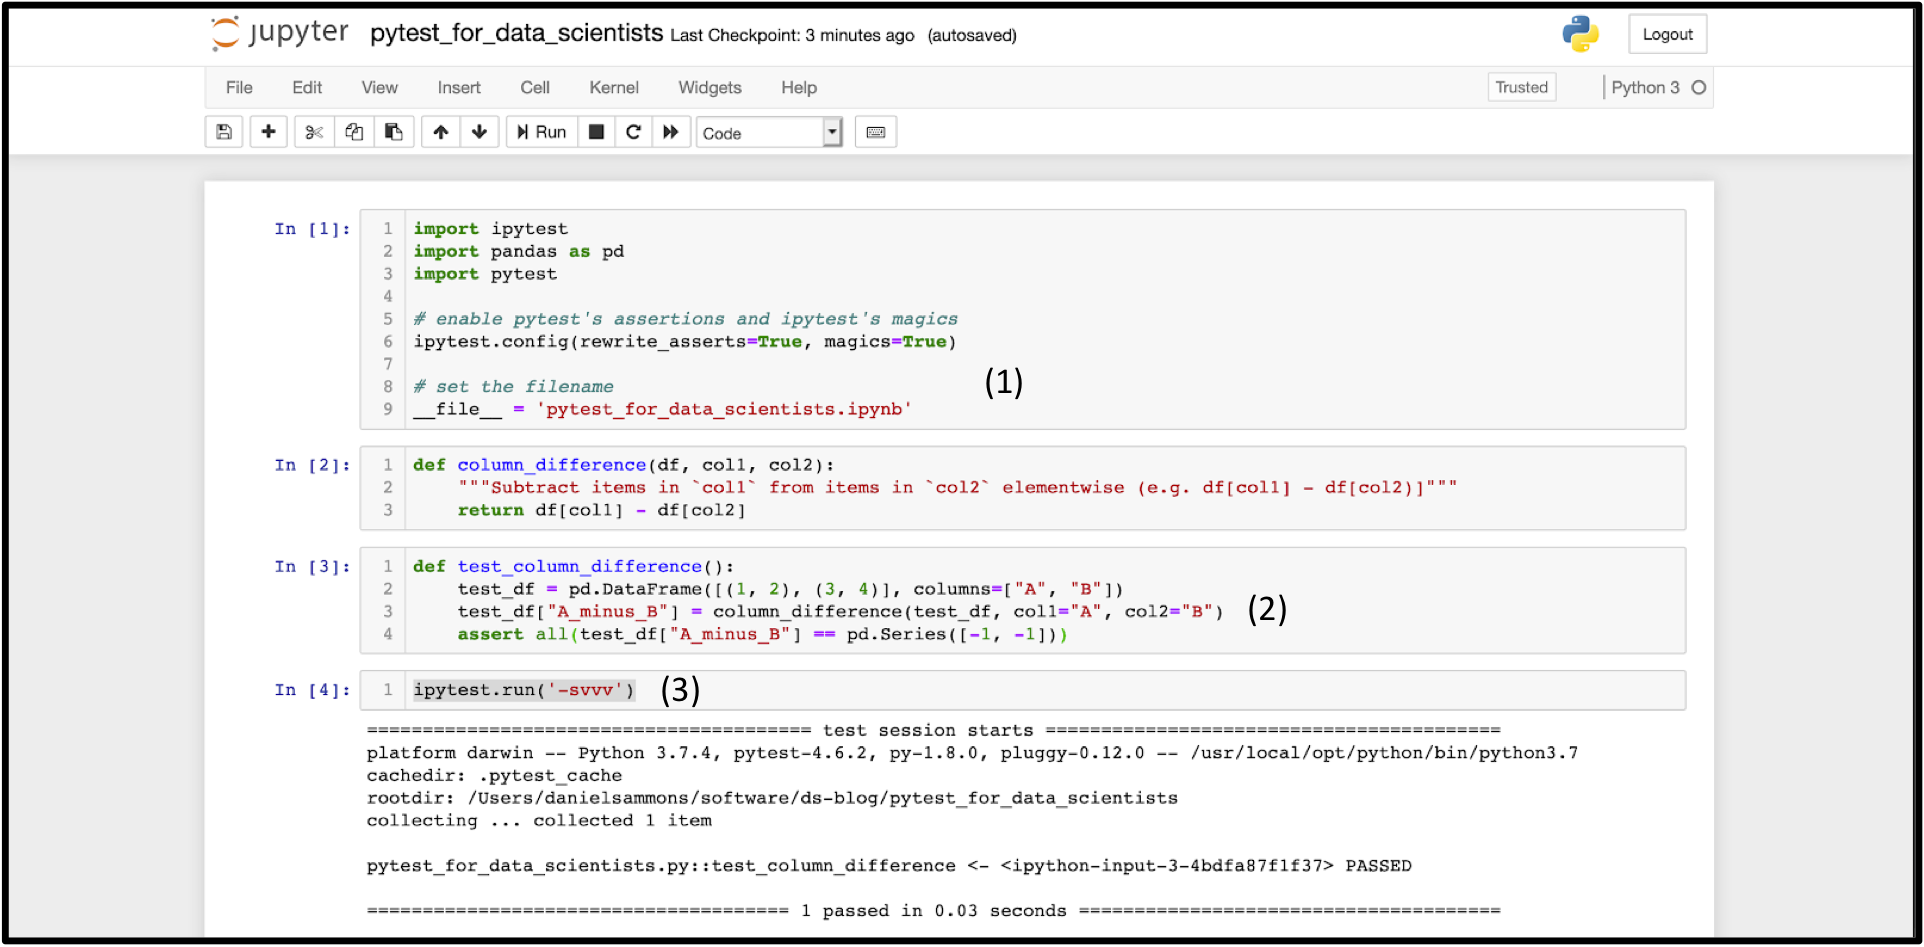 jupyter pytest_for_data_scientists Last Checkpoint: 3 minutes ago (autosaved) Logout
File Edit View Insert Cell Kernel Widgets Help Trusted Python 3
Run Code
In [1]:
1 import ipytest
2 import pandas as pd
3 import pytest
4
5 # enable pytest's assertions and ipytest's magics
6 ipytest.config(rewrite_asserts=True, magics=True)
7
(1)
8 # set the filename
9 __file__ = 'pytest_for_data_scientists.ipynb'
In [2]:
1 def column_difference(df, col1, col2):
2     """Subtract items in `col1` from items in `col2` elementwise (e.g. df[col1] - df[col2)]"""
3     return df[col1] - df[col2]
In [3]:
1 def test_column_difference():
2     test_df = pd.DataFrame([(1, 2), (3, 4)], columns=["A", "B"])
3     test_df["A_minus_B"] = column_difference(test_df, col1="A", col2="B") (2)
4     assert all(test_df["A_minus_B"] == pd.Series([-1, -1]))
In [4]:
1 ipytest.run('-svvv') (3)
======================================== test session starts =========================================
platform darwin -- Python 3.7.4, pytest-4.6.2, py-1.8.0, pluggy-0.12.0 -- /usr/local/opt/python/bin/python3.7
cachedir: .pytest_cache
rootdir: /Users/danielsammons/software/ds-blog/pytest_for_data_scientists
collecting ... collected 1 item
pytest_for_data_scientists.py::test_column_difference <- <ipython-input-3-4bdfa87f1f37> PASSED
====================================== 1 passed in 0.03 seconds ======================================